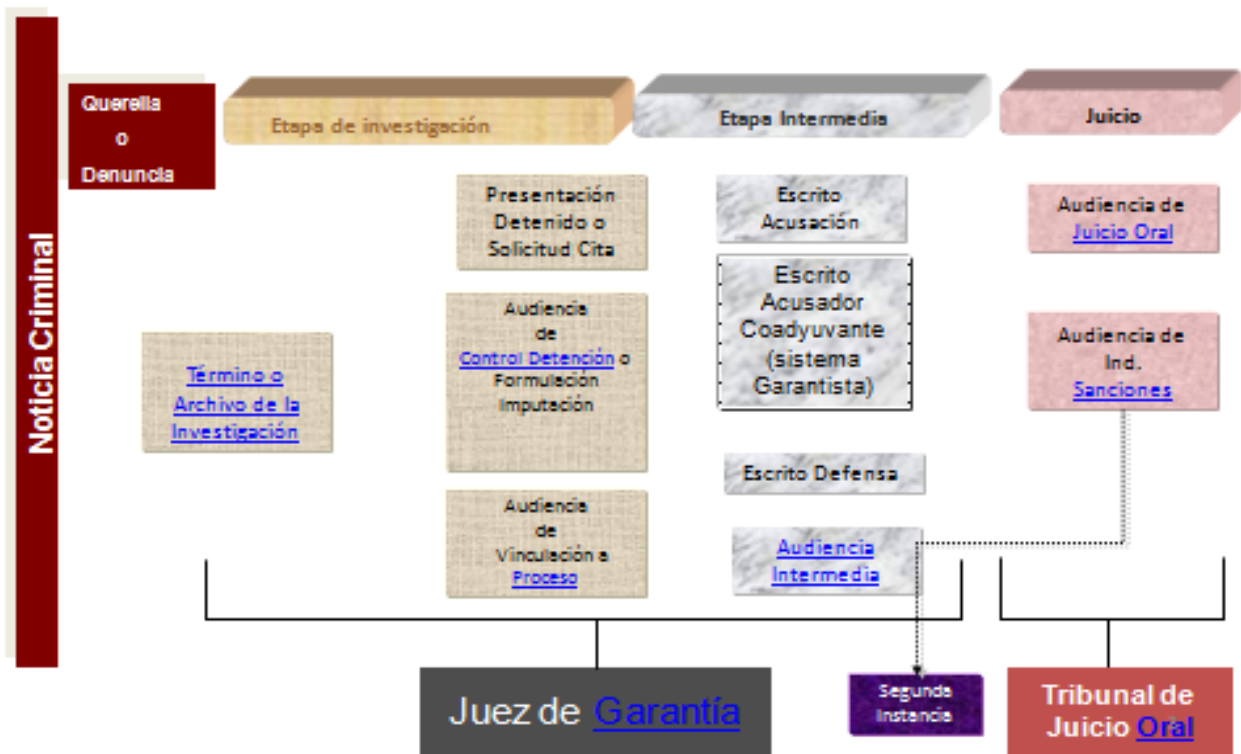 Noticia Criminal
Querella
o
Denuncia
Etapa de investigación
Etapa Intermedia
Juicio
Término o
Archivo de la
Investigación
Presentación
Detenido o
Solicitud Cita
Audiencia
de
Control Detención o
Formulación
Imputación
Audiencia
de
Vinculación a
Proceso
Escrito
Acusación
Escrito
Acusador
Coadyuvante
(sistema
Garantista)
Escrito Defensa
Audiencia
Intermedia
Audiencia de
Juicio Oral
Audiencia de
Ind.
Sanciones
Juez de Garantía
Segunda
Instancia
Tribunal de
Juicio Oral